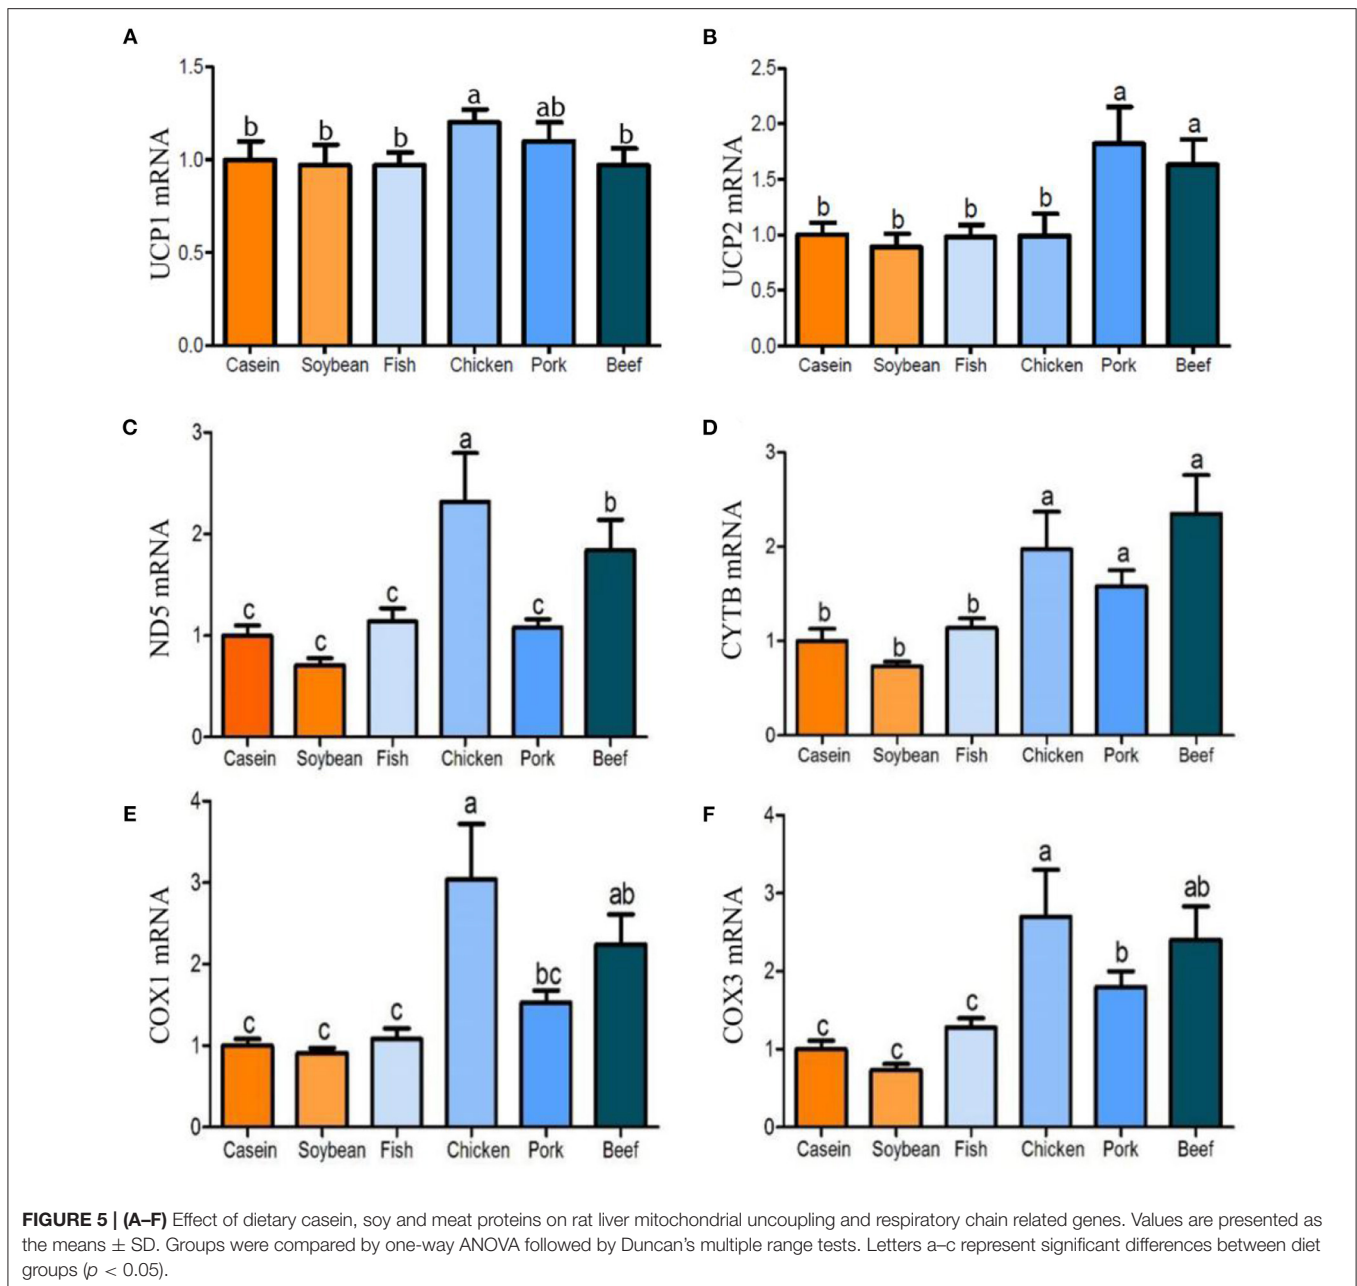 A
UCP1 mRNA
1.5
1.0
0.5
0.0
b b b a ab b
Casein Soybean Fish Chicken Pork Beef
B
UCP2 mRNA
2.5
2.0
1.5
1.0
0.5
0.0
b b b b a a
Casein Soybean Fish Chicken Pork Beef
C
ND5 mRNA
3
2
1
0
c c c a c b
Casein Soybean Fish Chicken Pork Beef
D
CYTB mRNA
3
2
1
0
b b b a a a
Casein Soybean Fish Chicken Pork Beef
E
COX1 mRNA
4
3
2
1
0
c c c a bc ab
Casein Soybean Fish Chicken Pork Beef
F
COX3 mRNA
4
3
2
1
0
c c c a b ab
Casein Soybean Fish Chicken Pork Beef
FIGURE 5 | (A–F) Effect of dietary casein, soy and meat proteins on rat liver mitochondrial uncoupling and respiratory chain related genes. Values are presented as
the means ± SD. Groups were compared by one-way ANOVA followed by Duncan's multiple range tests. Letters a–c represent significant differences between diet
groups (p < 0.05).